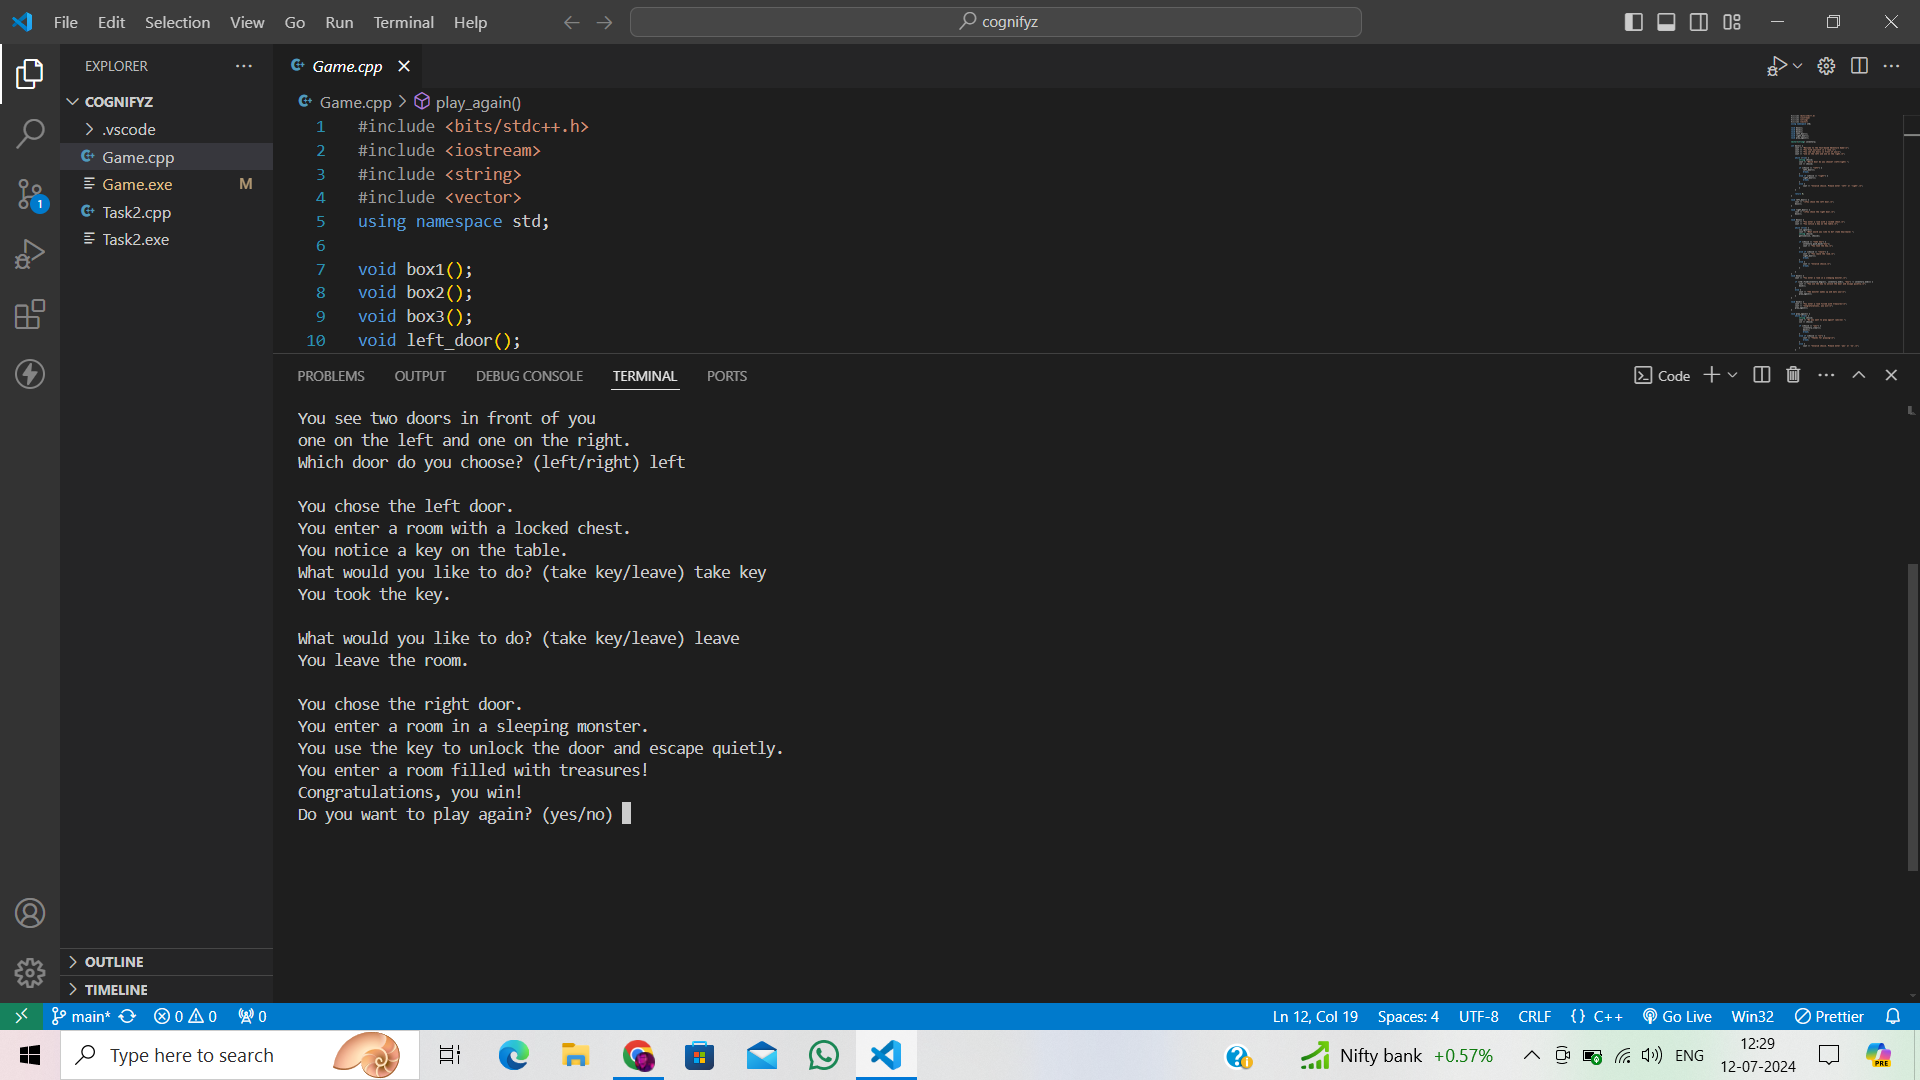 File Edit Selection View Go Run Terminal Help
cognifyz
EXPLORER
COGNIFYZ
.vscode
Game.cpp
Game.exe M
Task2.cpp
Task2.exe
OUTLINE
TIMELINE
1
Game.cpp
Game.cpp > play_again()
1 #include <bits/stdc++.h>
2 #include <iostream>
3 #include <string>
4 #include <vector>
5 using namespace std;
6
7 void box1();
8 void box2();
9 void box3();
10 void left_door();
PROBLEMS OUTPUT DEBUG CONSOLE TERMINAL PORTS
Code
You see two doors in front of you
one on the left and one on the right.
Which door do you choose? (left/right) left
You chose the left door.
You enter a room with a locked chest.
You notice a key on the table.
What would you like to do? (take key/leave) take key
You took the key.
What would you like to do? (take key/leave) leave
You leave the room.
You chose the right door.
You enter a room in a sleeping monster.
You use the key to unlock the door and escape quietly.
You enter a room filled with treasures!
Congratulations, you win!
Do you want to play again? (yes/no)
main* 0 0 0
Ln 12, Col 19 Spaces: 4 UTF-8 CRLF {} C++ Go Live Win32 Prettier
Type here to search
Nifty bank +0.57%
ENG
12:29
12-07-2024
PRE